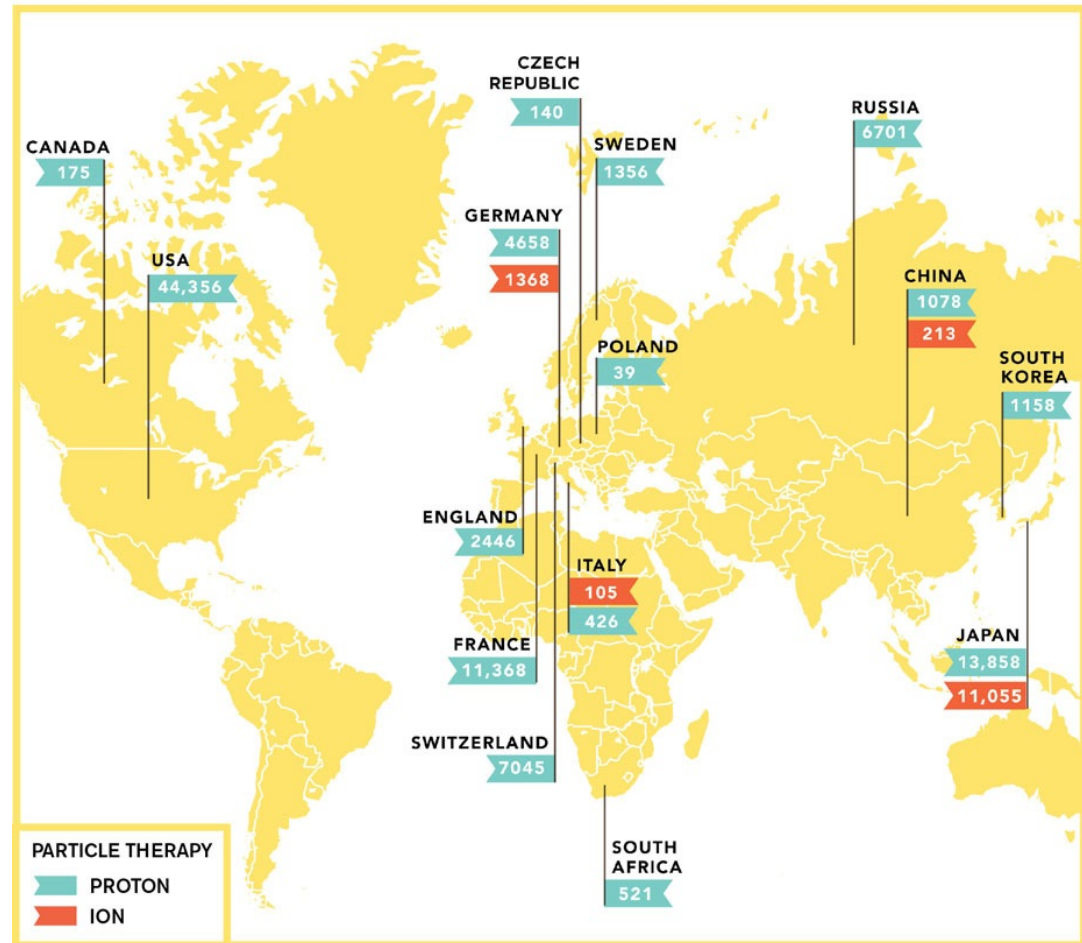 CZECH
REPUBLIC
140
RUSSIA
6701
CANADA
175
SWEDEN
1356
GERMANY
4658
1368
USA
44,356
CHINA
1078
213
POLAND
39
SOUTH
KOREA
1158
ENGLAND
2446
ITALY
105
426
FRANCE
11,368
JAPAN
13,858
11,055
SWITZERLAND
7045
SOUTH
AFRICA
521
PARTICLE THERAPY
PROTON
ION